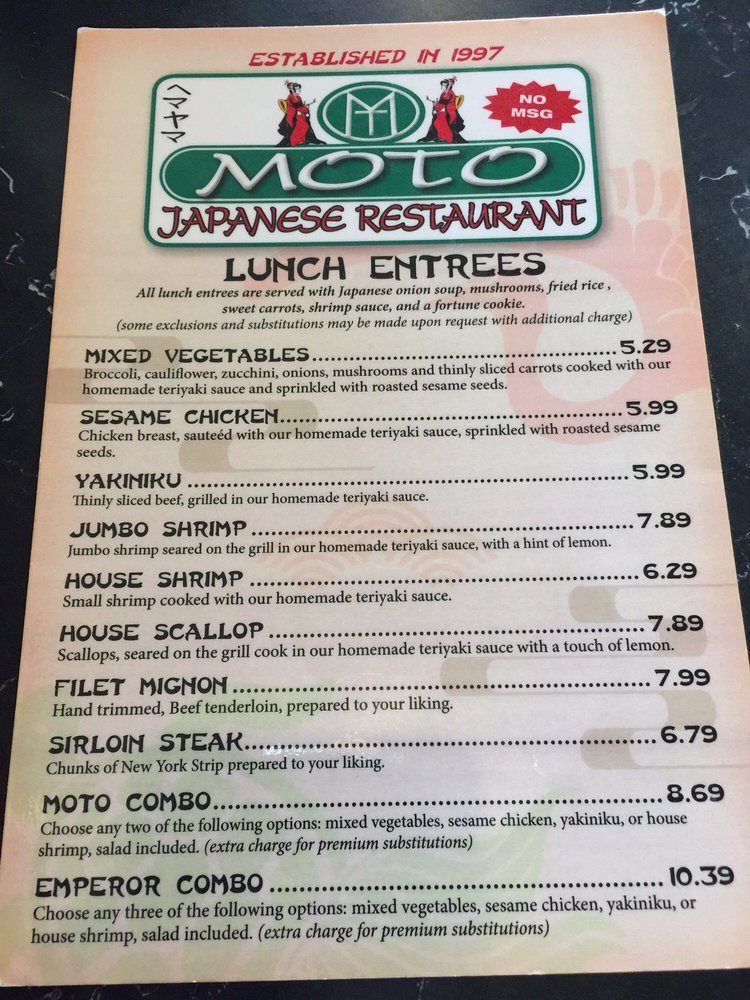 ESTABLISHED IN 1997
ヘマヤマ
MT
NO
MSG
MOTO
JAPANESE RESTAURANT
LUNCH ENTREES
All lunch entrees are served with Japanese onion soup, mushrooms, fried rice ,
sweet carrots, shrimp sauce, and a fortune cookie.
(some exclusions and substitutions may be made upon request with additional charge)
MIXED VEGETABLES 5.29
Broccoli, cauliflower, zucchini, onions, mushrooms and thinly sliced carrots cooked with our
homemade teriyaki sauce and sprinkled with roasted sesame seeds.
SESAME CHICKEN 5.99
Chicken breast, sauteéd with our homemade teriyaki sauce, sprinkled with roasted sesame
seeds.
YAKINIKU 5.99
Thinly sliced beef, grilled in our homemade teriyaki sauce.
JUMBO SHRIMP 7.89
Jumbo shrimp seared on the grill in our homemade teriyaki sauce, with a hint of lemon.
HOUSE SHRIMP 6.29
Small shrimp cooked with our homemade teriyaki sauce.
HOUSE SCALLOP 7.89
Scallops, seared on the grill cook in our homemade teriyaki sauce with a touch of lemon.
FILET MIGNON 7.99
Hand trimmed, Beef tenderloin, prepared to your liking.
SIRLOIN STEAK 6.79
Chunks of New York Strip prepared to your liking.
MOTO COMBO 8.69
Choose any two of the following options: mixed vegetables, sesame chicken, yakiniku, or house
shrimp, salad included. (extra charge for premium substitutions)
EMPEROR COMBO 10.39
Choose any three of the following options: mixed vegetables, sesame chicken, yakiniku, or
house shrimp, salad included. (extra charge for premium substitutions)